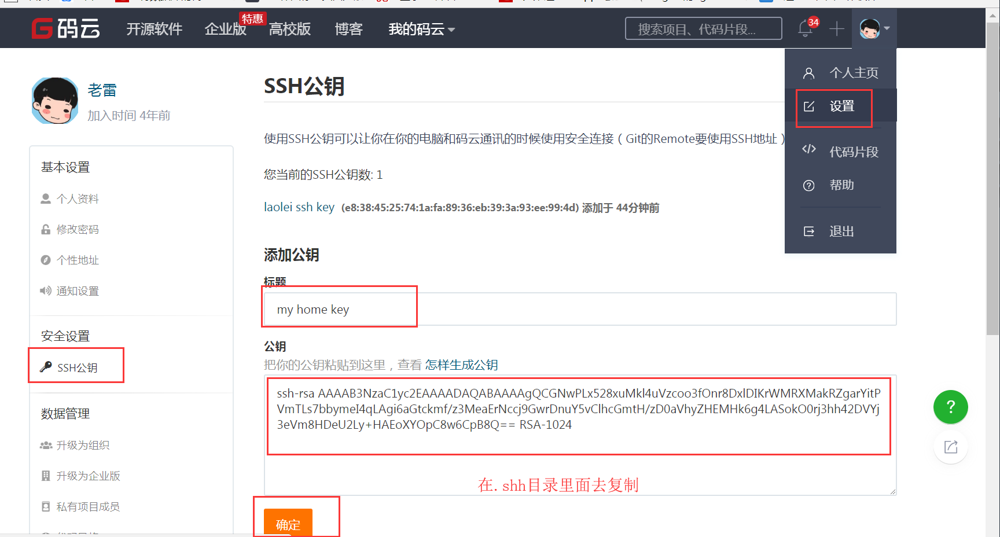 码云
开源软件
企业版
特惠
高校版
博客
我的码云
搜索项目、代码片段...
34
个人主页
设置
代码片段
帮助
退出
老雷
加入时间 4年前
基本设置
个人资料
修改密码
个性地址
通知设置
安全设置
SSH公钥
数据管理
升级为组织
升级为企业版
私有项目成员
SSH公钥
使用SSH公钥可以让你在你的电脑和码云通讯的时候使用安全连接（Git的Remote要使用SSH地址）
您当前的SSH公钥数: 1
laolei ssh key (e8:38:45:25:74:1a:fa:89:36:eb:39:3a:93:ee:99:4d) 添加于 44分钟前
添加公钥
标题
my home key
公钥
把你的公钥粘贴到这里，查看 怎样生成公钥
ssh-rsa AAAAB3NzaC1yc2EAAAADAQABAAAAgQCGNwPLx528xuMkl4uVzcoo3fOnr8DxlDIKrWMRXMakRZgarYitP
VmTLs7bbymeI4qLAgi6aGtckmf/z3MeaErNccj9GwrDnuY5vClhcGmtH/zD0aVhyZHEMHk6g4LASokO0rj3hh42DVYj
3eVm8HDeU2Ly+HAEoXYOpC8w6CpB8Q== RSA-1024
在.shh目录里面去复制
确定